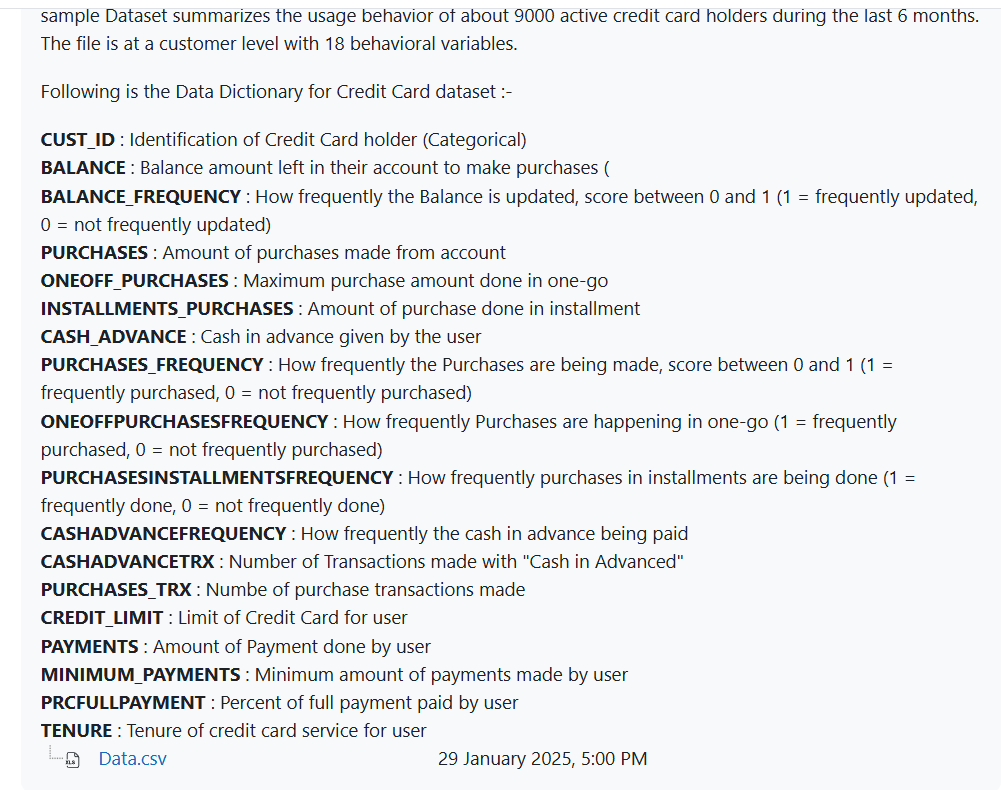 sample Dataset summarizes the usage behavior of about 9000 active credit card holders during the last 6 months.
The file is at a customer level with 18 behavioral variables.
Following is the Data Dictionary for Credit Card dataset :-
CUST_ID : Identification of Credit Card holder (Categorical)
BALANCE : Balance amount left in their account to make purchases (
BALANCE_FREQUENCY : How frequently the Balance is updated, score between 0 and 1 (1 = frequently updated,
0 = not frequently updated)
PURCHASES : Amount of purchases made from account
ONEOFF_PURCHASES : Maximum purchase amount done in one-go
INSTALLMENTS_PURCHASES : Amount of purchase done in installment
CASH_ADVANCE : Cash in advance given by the user
PURCHASES_FREQUENCY : How frequently the Purchases are being made, score between 0 and 1 (1 =
frequently purchased, 0 = not frequently purchased)
ONEOFFPURCHASESFREQUENCY : How frequently Purchases are happening in one-go (1 = frequently
purchased, 0 = not frequently purchased)
PURCHASESINSTALLMENTSFREQUENCY : How frequently purchases in installments are being done (1 =
frequently done, 0 = not frequently done)
CASHADVANCEFREQUENCY : How frequently the cash in advance being paid
CASHADVANCETRX : Number of Transactions made with "Cash in Advanced"
PURCHASES_TRX : Numbe of purchase transactions made
CREDIT_LIMIT : Limit of Credit Card for user
PAYMENTS : Amount of Payment done by user
MINIMUM_PAYMENTS : Minimum amount of payments made by user
PRCFULLPAYMENT : Percent of full payment paid by user
TENURE : Tenure of credit card service for user
XLS Data.csv 29 January 2025, 5:00 PM